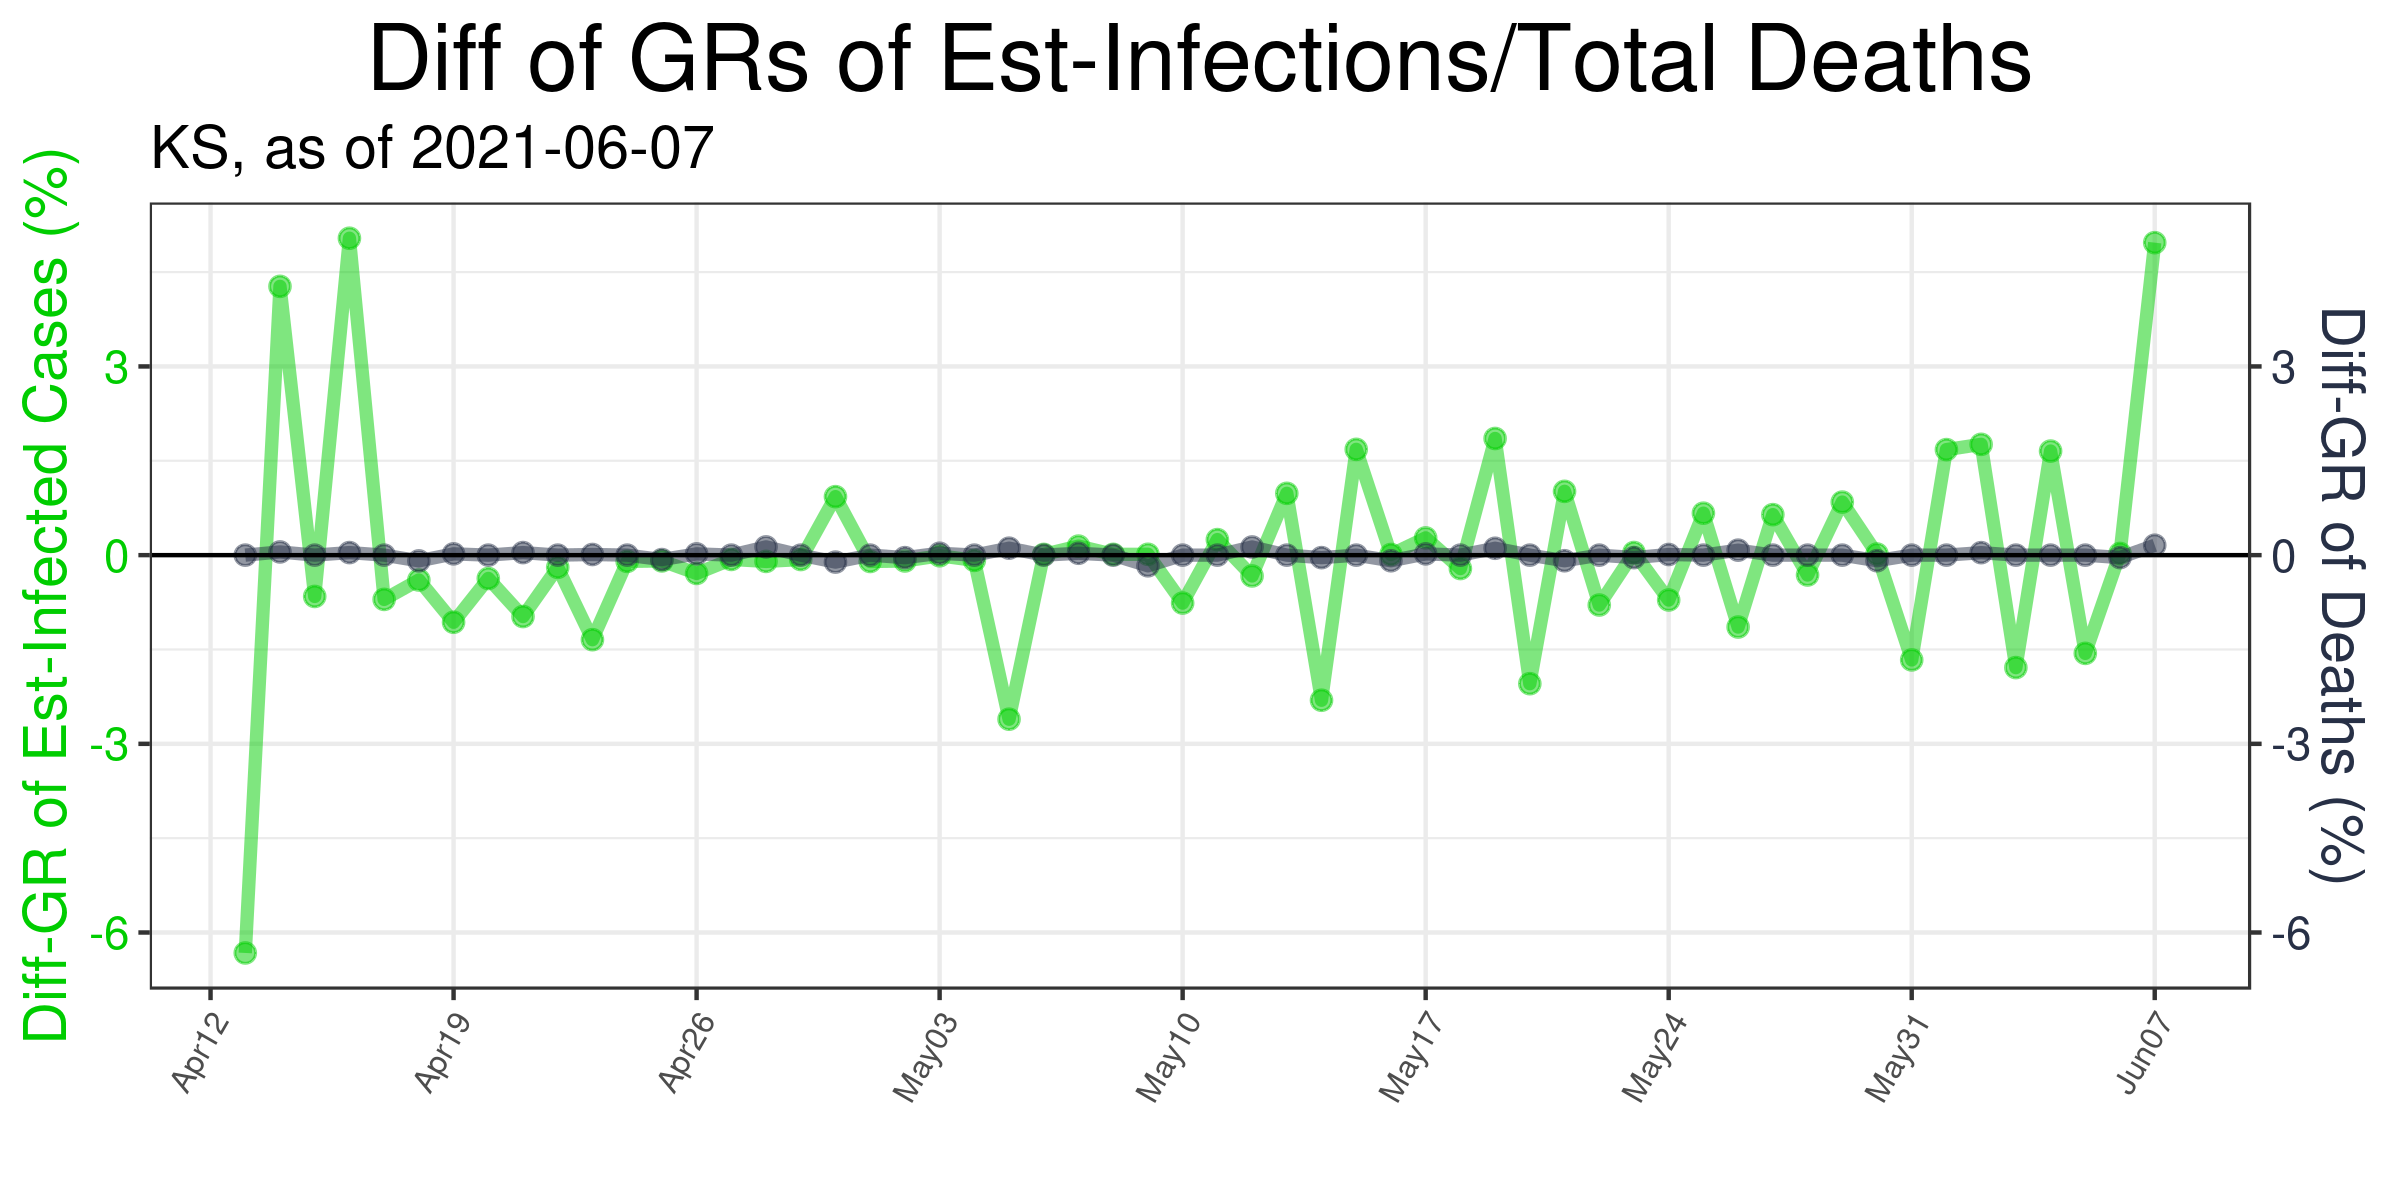 Diff of GRs of Est-Infections/Total Deaths
KS, as of 2021-06-07
Diff-GR of Est-Infected Cases (%)
3
0
-3
-6
3
0
-3
-6
Diff-GR of Deaths (%)
Apr12
Apr19
Apr26
May03
May10
May17
May24
May31
Jun07